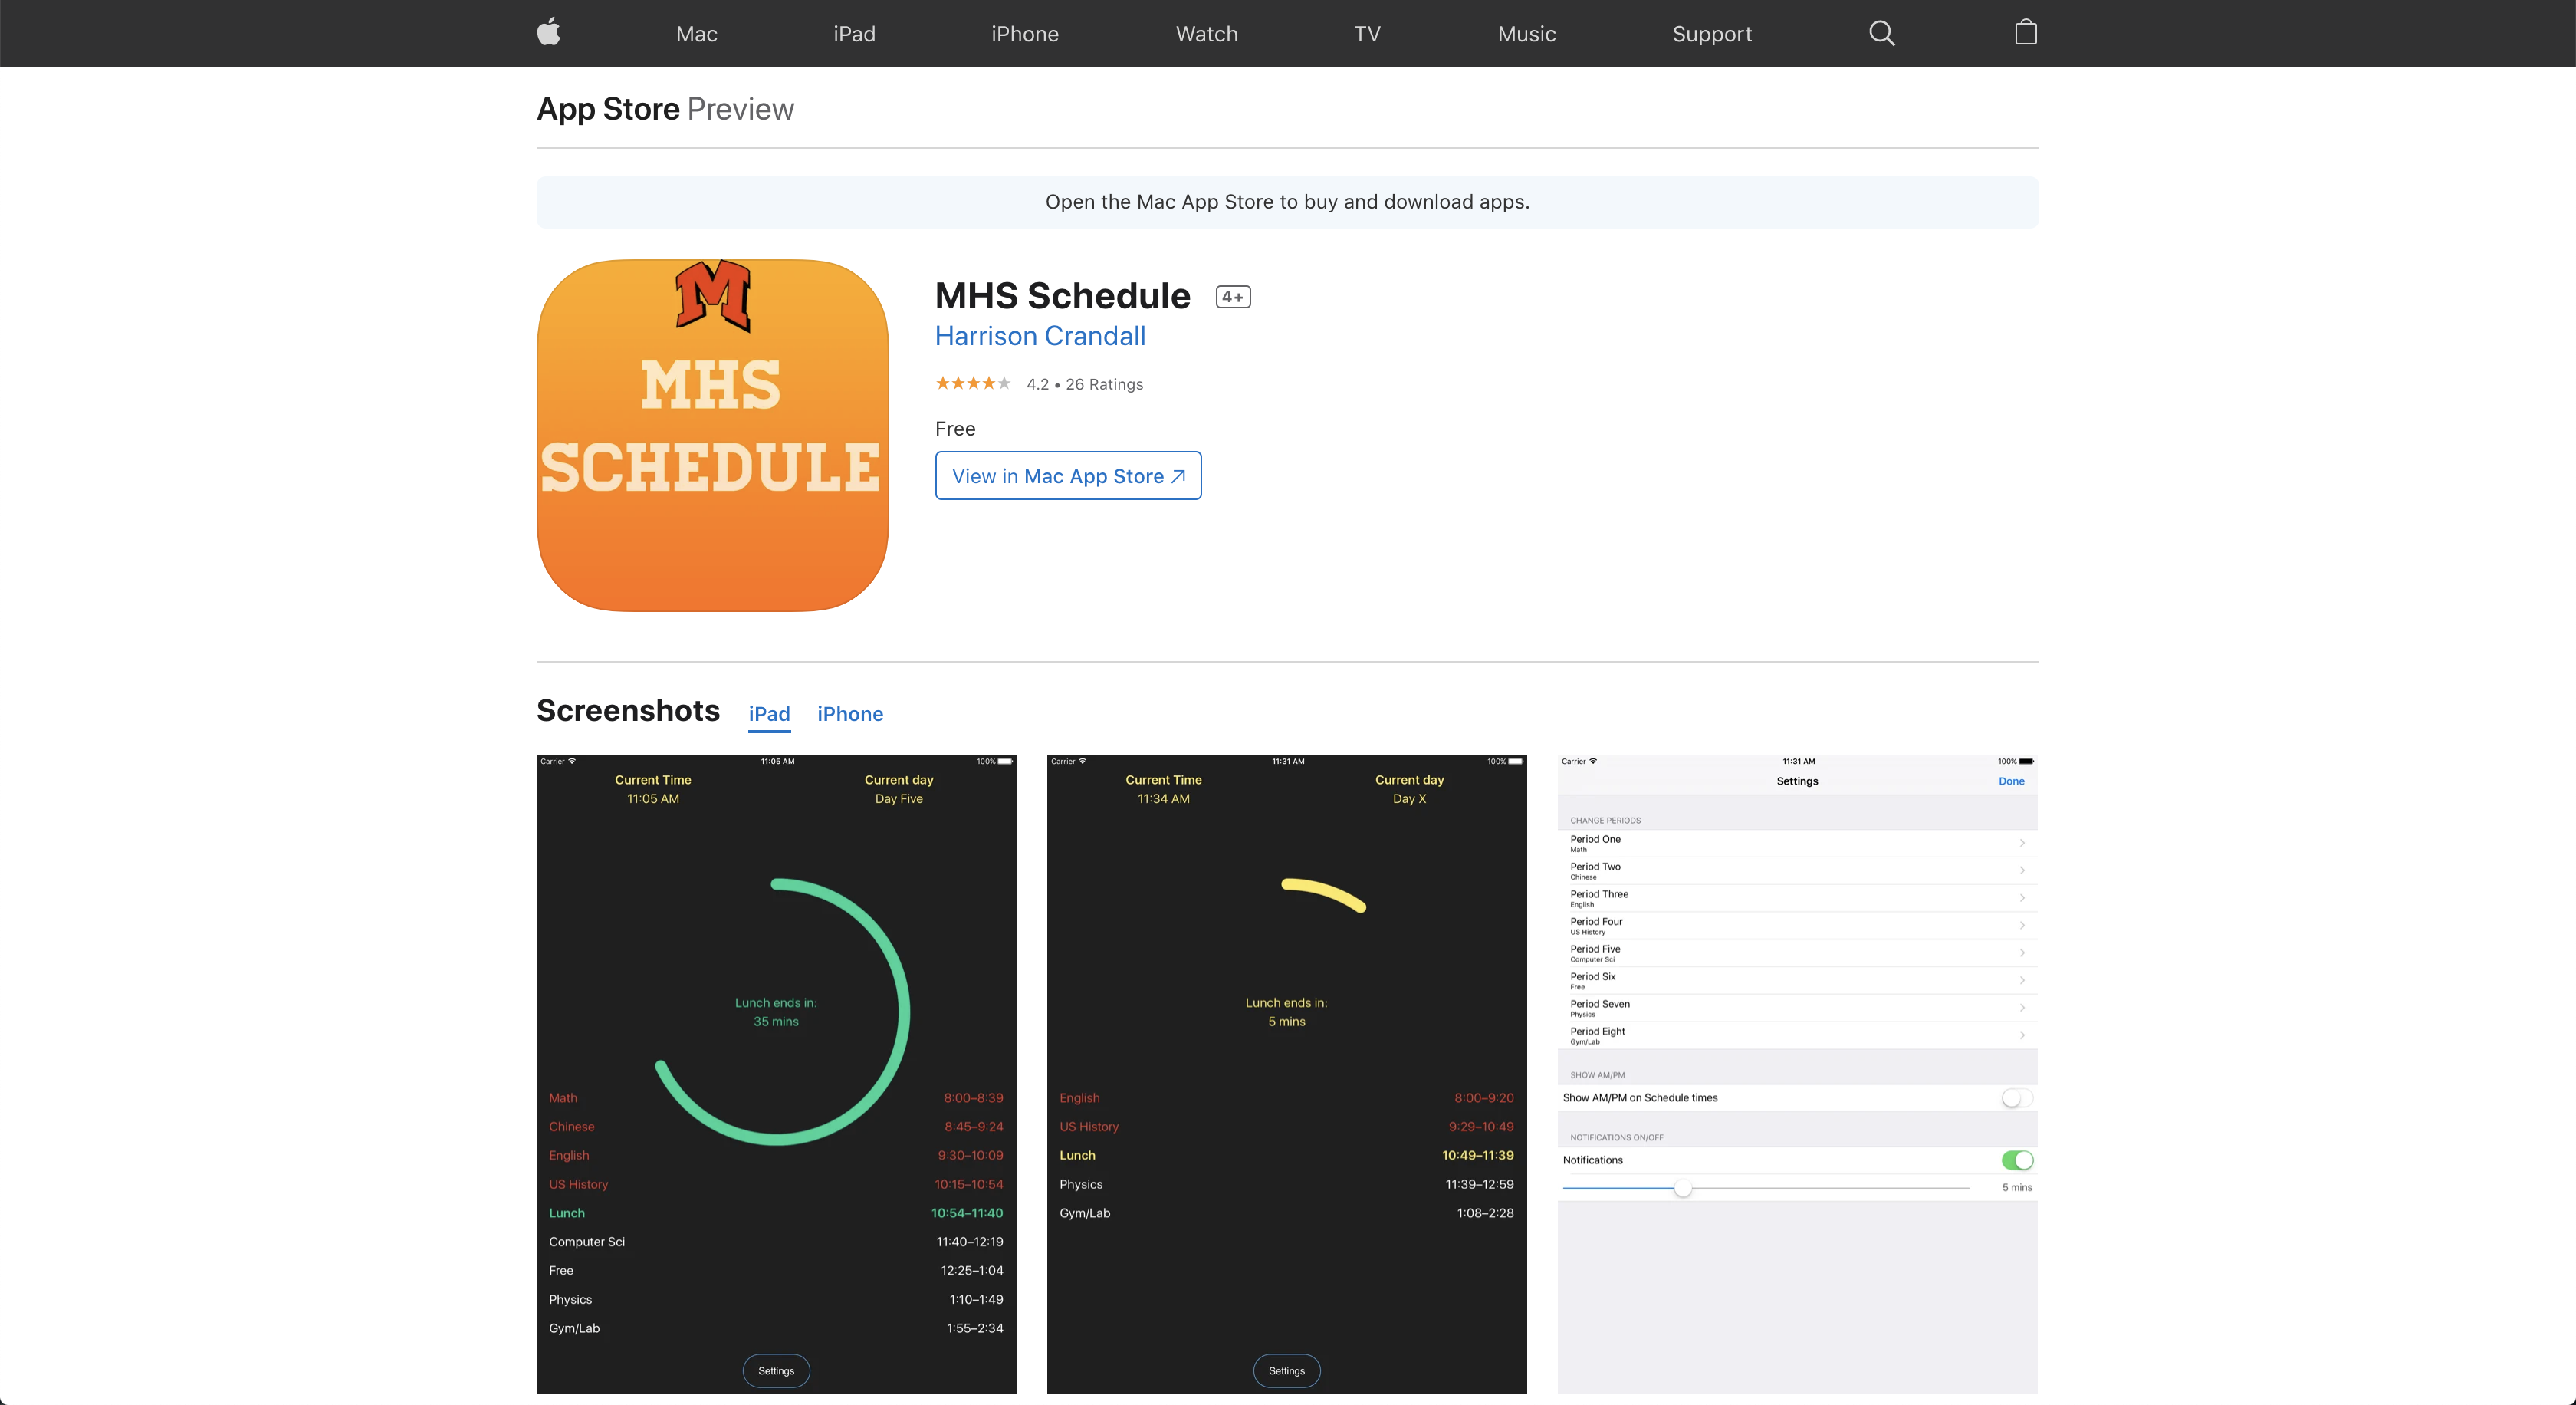 Mac iPad iPhone Watch TV Music Support
App Store Preview
Open the Mac App Store to buy and download apps.
M
MHS
SCHEDULE
MHS Schedule 4+
Harrison Crandall
4.2 • 26 Ratings
Free
View in Mac App Store
Screenshots iPad iPhone
Carrier 11:05 AM 100%
Current Time Current day
11:05 AM Day Five
Lunch ends in:
35 mins
Math 8:00–8:39
Chinese 8:45–9:24
English 9:30–10:09
US History 10:15–10:54
Lunch 10:54–11:40
Computer Sci 11:40–12:19
Free 12:25–1:04
Physics 1:10–1:49
Gym/Lab 1:55–2:34
Settings
Carrier 11:31 AM 100%
Current Time Current day
11:34 AM Day X
Lunch ends in:
5 mins
English 8:00–9:20
US History 9:29–10:49
Lunch 10:49–11:39
Physics 11:39–12:59
Gym/Lab 1:08–2:28
Settings
Carrier 11:31 AM 100%
Settings Done
CHANGE PERIODS
Period One
Math
Period Two
Chinese
Period Three
English
Period Four
US History
Period Five
Computer Sci
Period Six
Free
Period Seven
Physics
Period Eight
Gym/Lab
SHOW AM/PM
Show AM/PM on Schedule times
NOTIFICATIONS ON/OFF
Notifications
5 mins